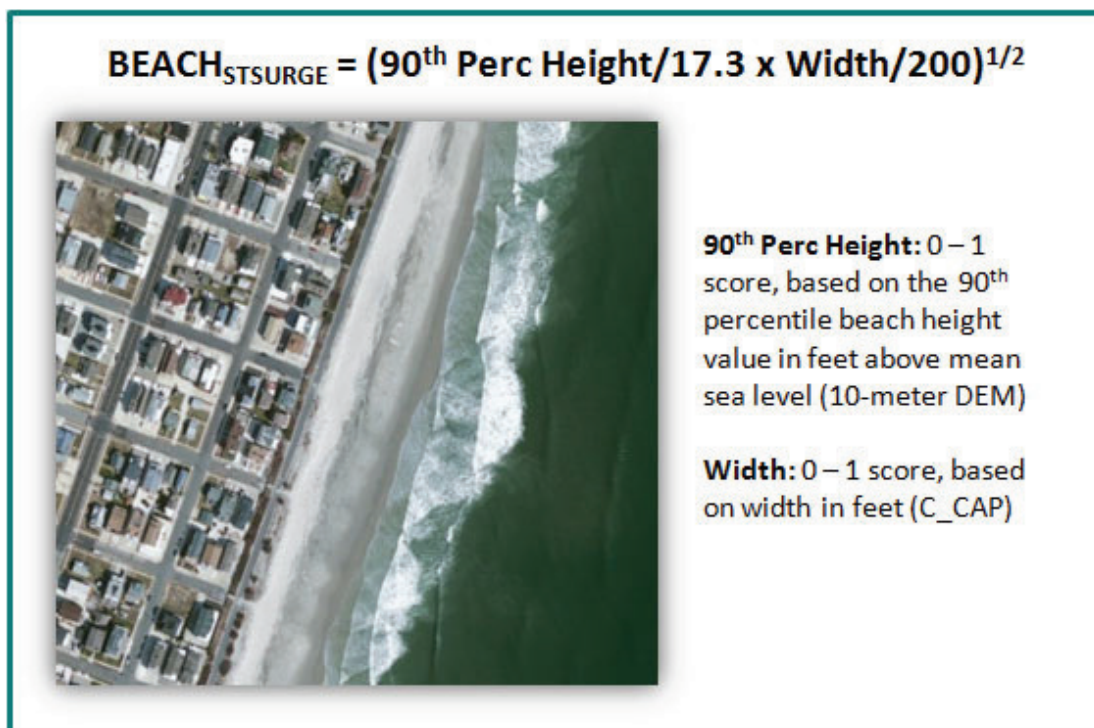 BEACH_STSURGE = (90th Perc Height/17.3 x Width/200)^1/2
90th Perc Height: 0 – 1
score, based on the 90th
percentile beach height
value in feet above mean
sea level (10-meter DEM)
Width: 0 – 1 score, based
on width in feet (C_CAP)